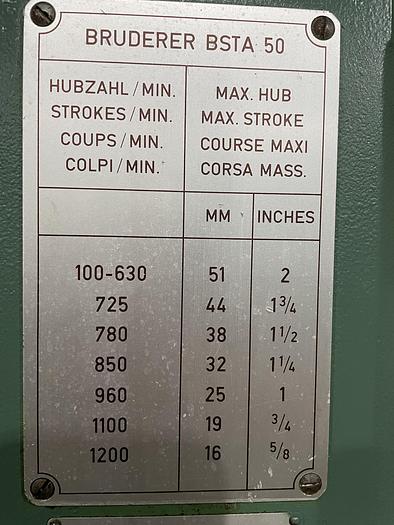 BRUDERER BSTA 50
HUBZAHL/MIN. MAX. HUB
STROKES/MIN. MAX. STROKE
COUPS/MIN. COURSE MAXI
COLPI/MIN. CORSA MASS.
MM INCHES
100-630 51 2
725 44 1 3/4
780 38 1 1/2
850 32 1 1/4
960 25 1
1100 19 3/4
1200 16 5/8